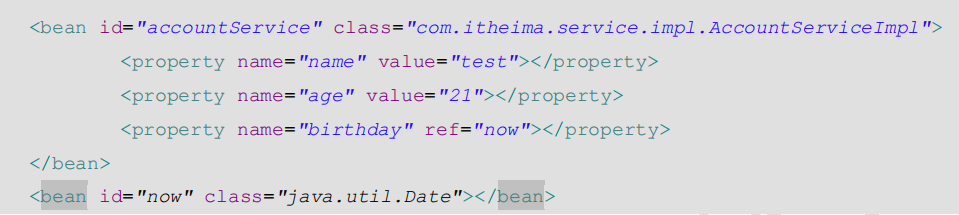 <bean id="accountService" class="com.itheima.service.impl.AccountServiceImpl">
<property name="name" value="test"></property>
<property name="age" value="21"></property>
<property name="birthday" ref="now"></property>
</bean>
<bean id="now" class="java.util.Date"></bean>